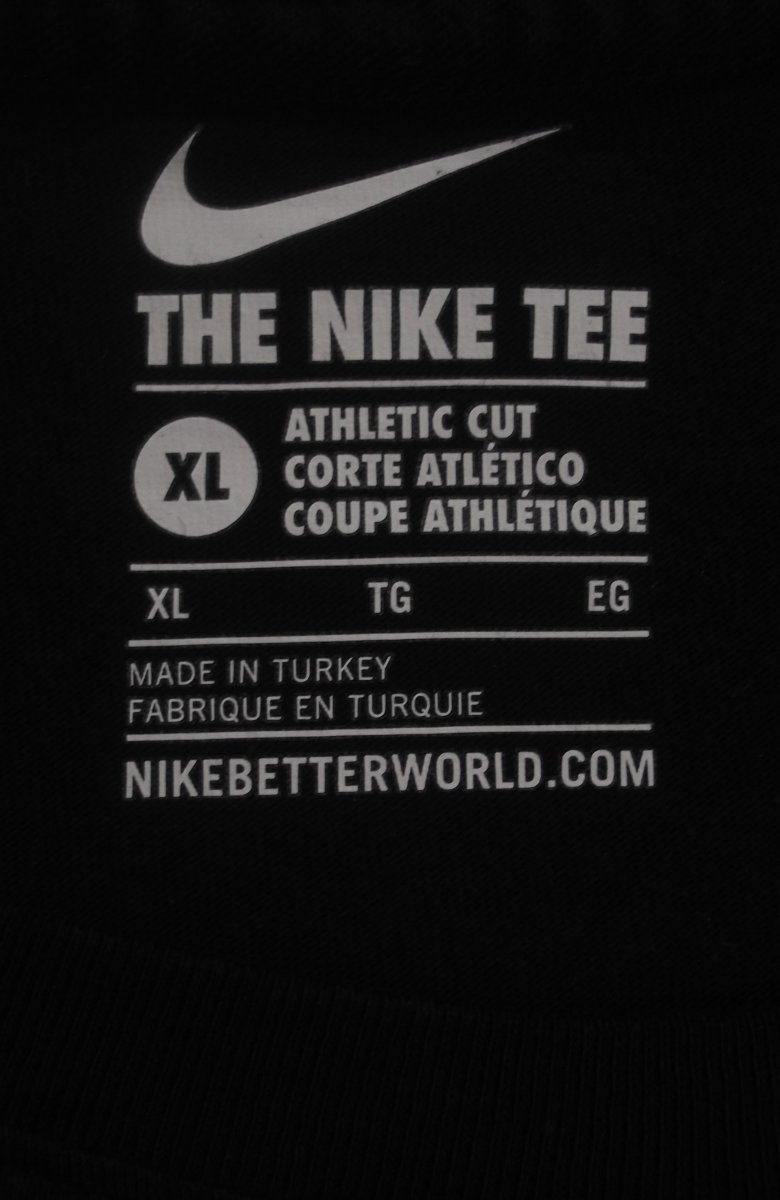 THE NIKE TEE
XL
ATHLETIC CUT
CORTE ATLÉTICO
COUPE ATHLÉTIQUE
XL TG EG
MADE IN TURKEY
FABRIQUE EN TURQUIE
NIKEBETTERWORLD.COM